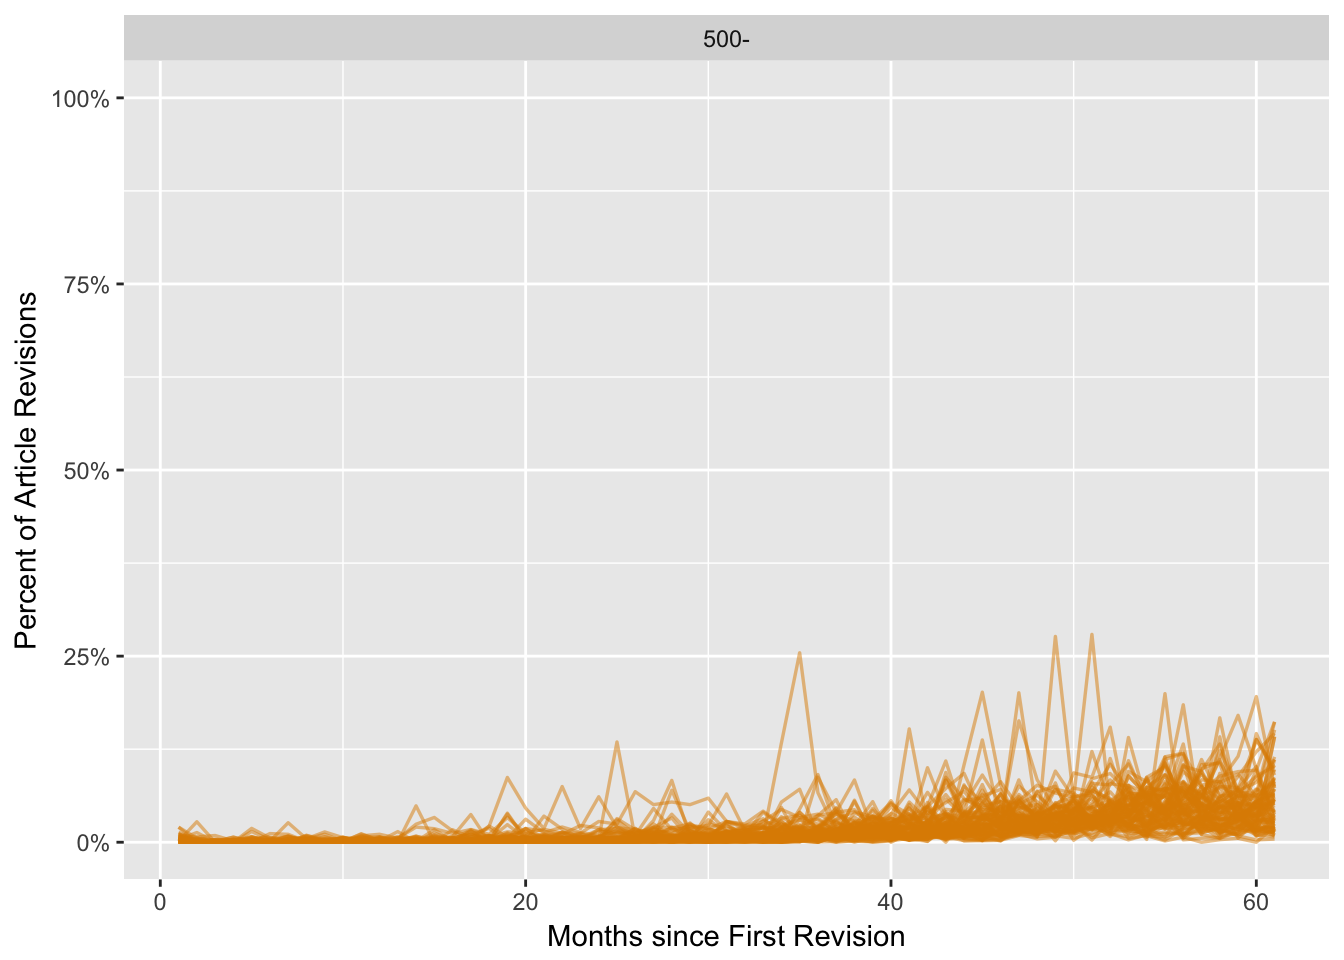 500-
100%
75%
50%
25%
0%
Percent of Article Revisions
0 20 40 60
Months since First Revision